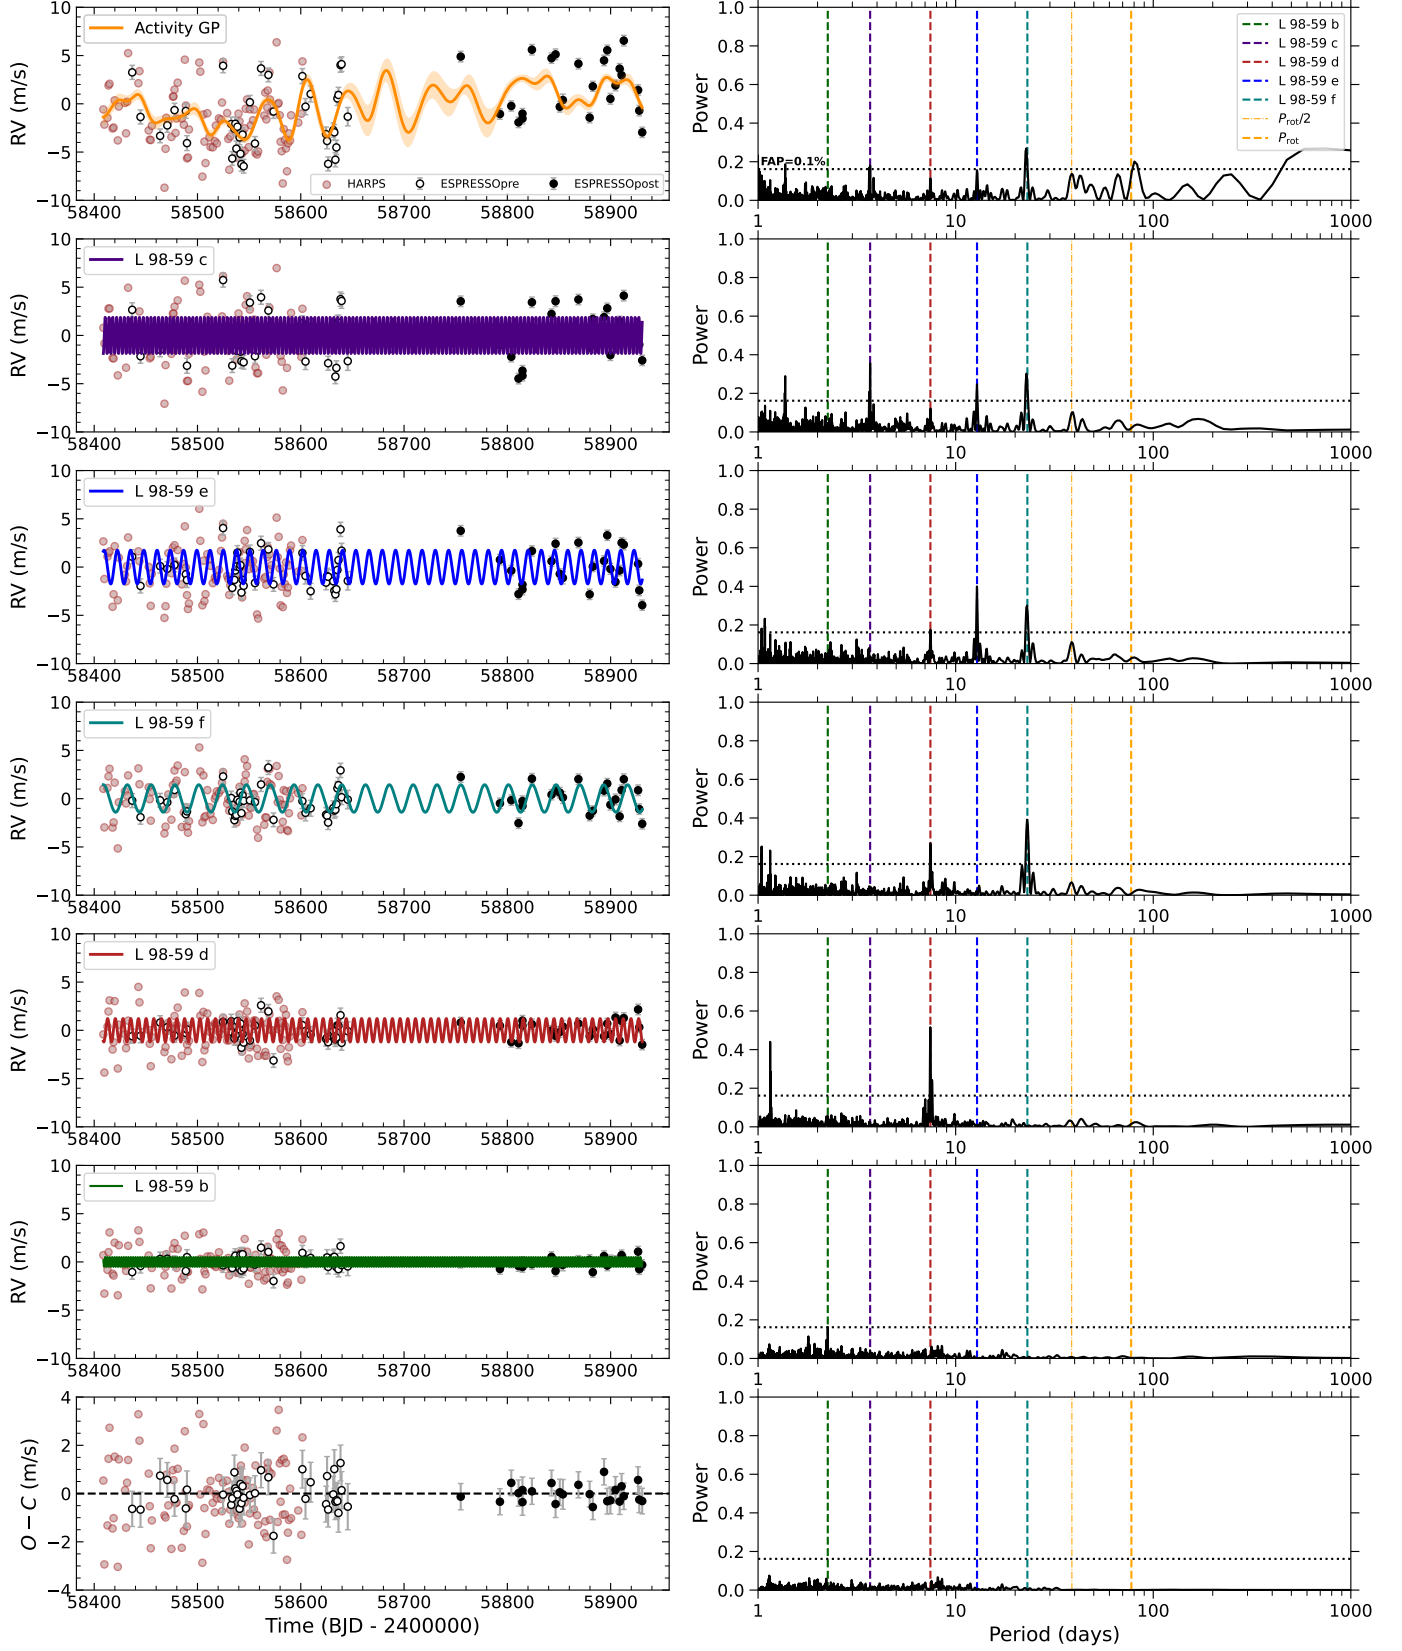 Activity GP
HARPS
ESPRESSOpre
ESPRESSOpost
RV (m/s)
10
5
0
−5
−10
58400 58500 58600 58700 58800 58900
Power
1.0
0.8
0.6
0.4
0.2
0.0
FAP=0.1%
L 98-59 b
L 98-59 c
L 98-59 d
L 98-59 e
L 98-59 f
P_rot/2
P_rot
1 10 100 1000
L 98-59 c
RV (m/s)
10
5
0
−5
−10
58400 58500 58600 58700 58800 58900
Power
1.0
0.8
0.6
0.4
0.2
0.0
1 10 100 1000
L 98-59 e
RV (m/s)
10
5
0
−5
−10
58400 58500 58600 58700 58800 58900
Power
1.0
0.8
0.6
0.4
0.2
0.0
1 10 100 1000
L 98-59 f
RV (m/s)
10
5
0
−5
−10
58400 58500 58600 58700 58800 58900
Power
1.0
0.8
0.6
0.4
0.2
0.0
1 10 100 1000
L 98-59 d
RV (m/s)
10
5
0
−5
−10
58400 58500 58600 58700 58800 58900
Power
1.0
0.8
0.6
0.4
0.2
0.0
1 10 100 1000
L 98-59 b
RV (m/s)
10
5
0
−5
−10
58400 58500 58600 58700 58800 58900
Power
1.0
0.8
0.6
0.4
0.2
0.0
1 10 100 1000
O − C (m/s)
4
2
0
−2
−4
58400 58500 58600 58700 58800 58900
Time (BJD - 2400000)
Power
1.0
0.8
0.6
0.4
0.2
0.0
1 10 100 1000
Period (days)